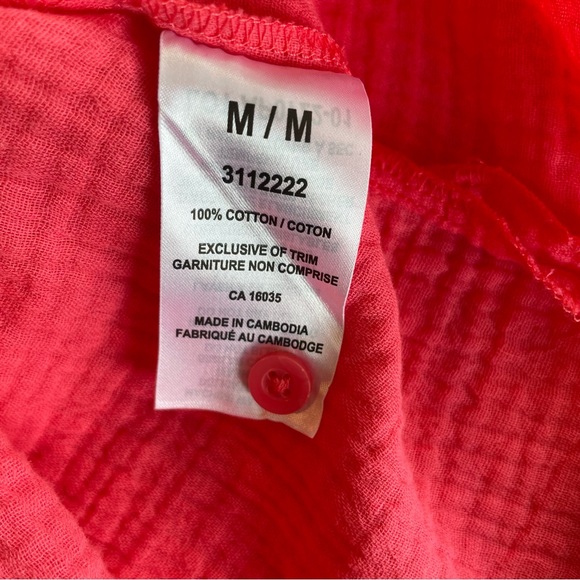 M / M
3112222
100% COTTON / COTON
EXCLUSIVE OF TRIM
GARNITURE NON COMPRISE
CA 16035
MADE IN CAMBODIA
FABRIQUÉ AU CAMBODGE